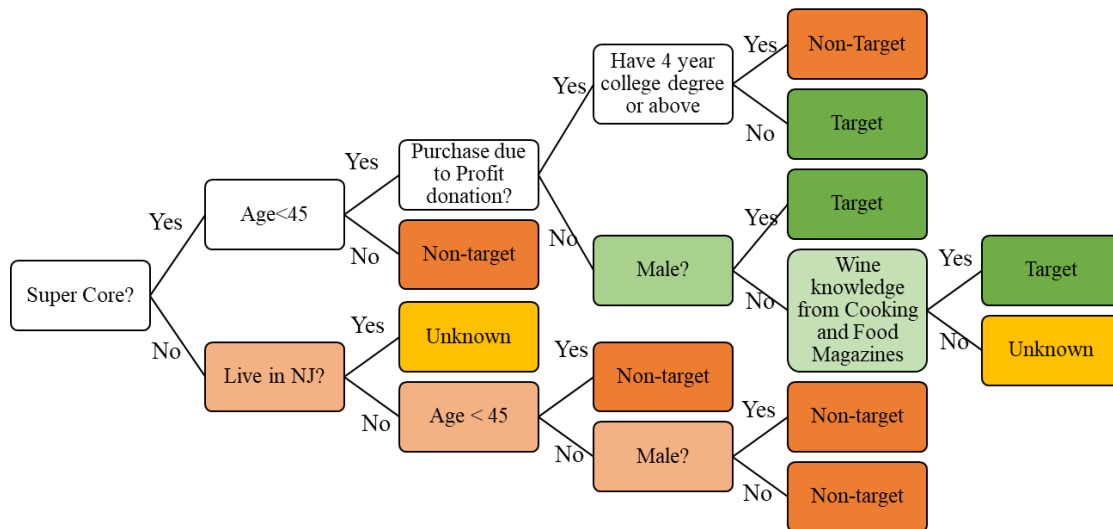 Super Core?
Yes
No
Age<45
Live in NJ?
Yes
No
Yes
No
Purchase due
to Profit
donation?
Non-target
Unknown
Age < 45
Yes
No
Yes
No
Have 4 year
college degree
or above
Male?
Non-target
Male?
Yes
No
Yes
No
Yes
No
Non-Target
Target
Target
Wine
knowledge
from Cooking
and Food
Magazines
Non-target
Non-target
Yes
No
Target
Unknown